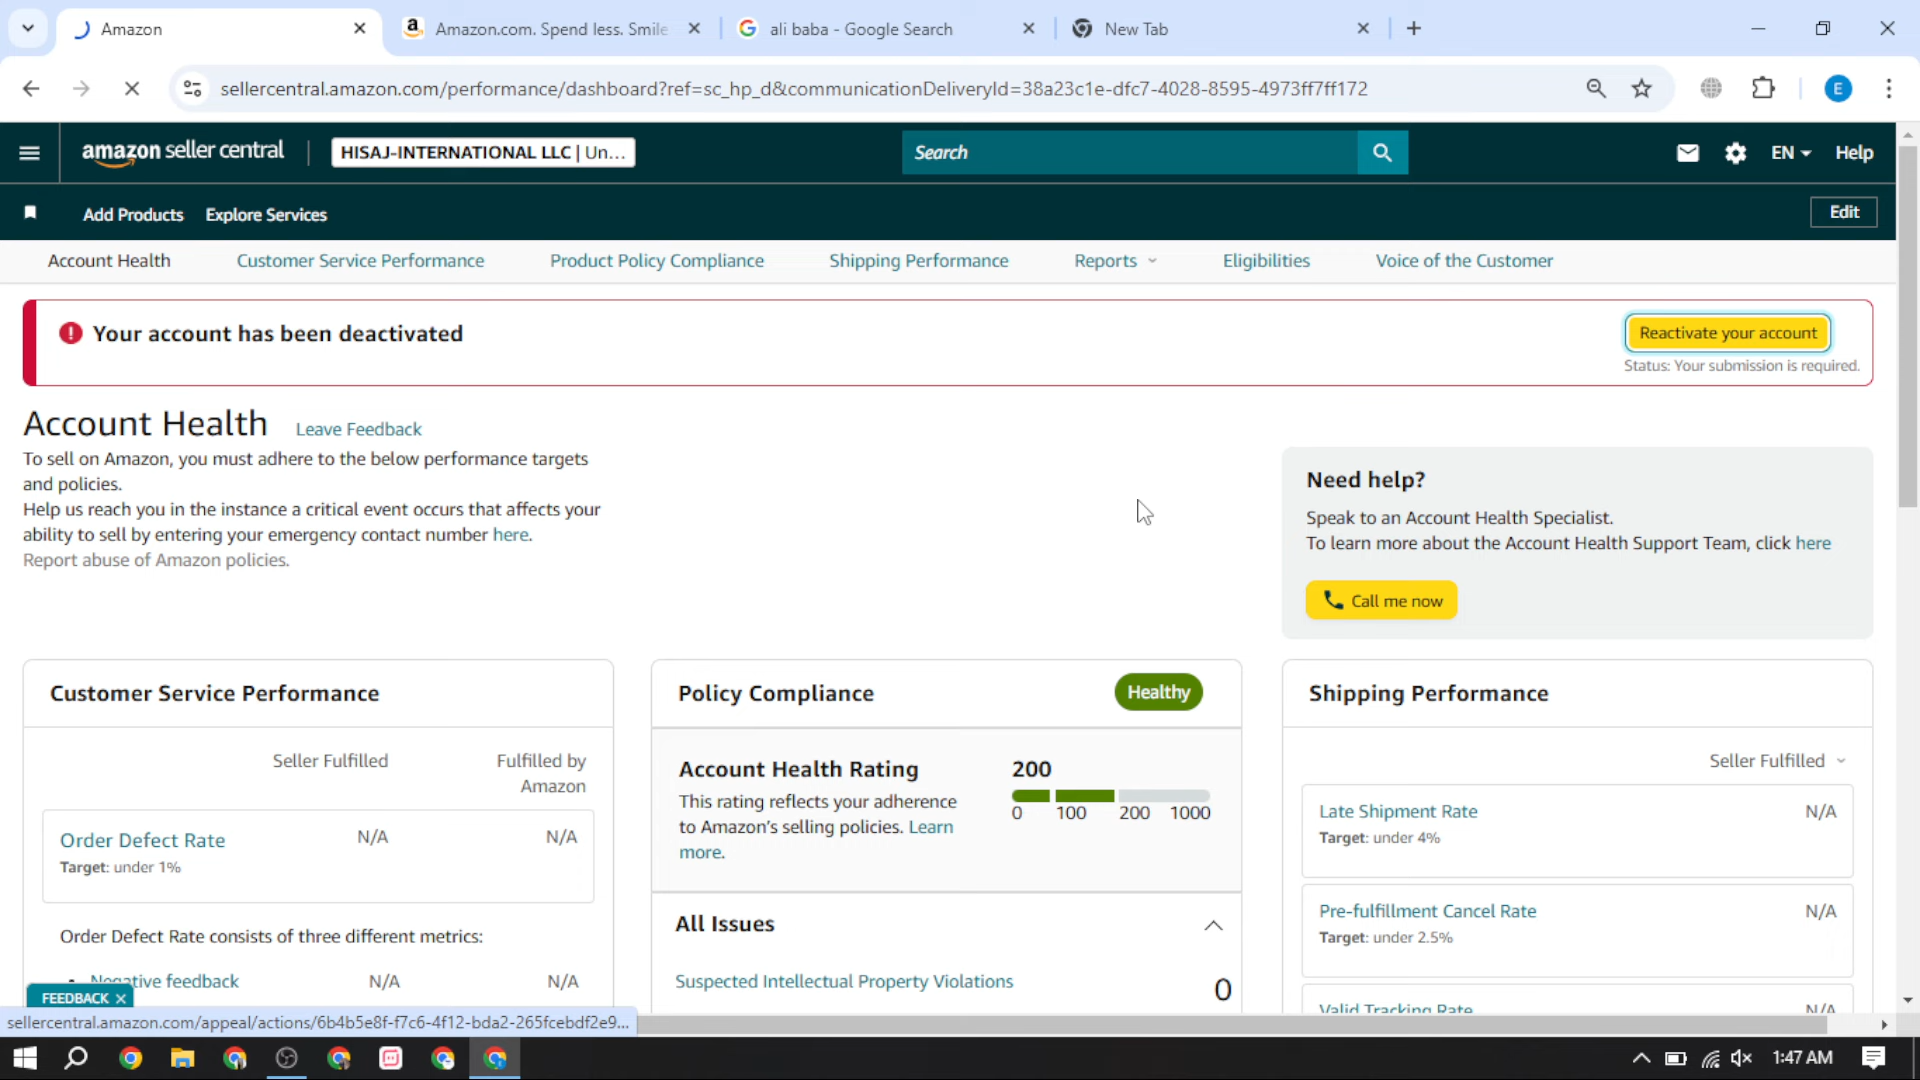 Amazon
Amazon.com. Spend less. Smile
ali baba - Google Search
New Tab
sellercentral.amazon.com/performance/dashboard?ref=sc_hp_d&communicationDeliveryId=38a23c1e-dfc7-4028-8595-4973ff7ff172
E
amazon seller central
HISAJ-INTERNATIONAL LLC | Un...
Search
EN
Help
Add Products
Explore Services
Edit
Account Health
Customer Service Performance
Product Policy Compliance
Shipping Performance
Reports
Eligibilities
Voice of the Customer
Your account has been deactivated
Reactivate your account
Status: Your submission is required.
Account Health
Leave Feedback
To sell on Amazon, you must adhere to the below performance targets
and policies.
Help us reach you in the instance a critical event occurs that affects your
ability to sell by entering your emergency contact number here.
Report abuse of Amazon policies.
Need help?
Speak to an Account Health Specialist.
To learn more about the Account Health Support Team, click here
Call me now
Customer Service Performance
Seller Fulfilled
Fulfilled by
Amazon
Order Defect Rate
N/A
N/A
Target: under 1%
Order Defect Rate consists of three different metrics:
Negative feedback
N/A
N/A
Policy Compliance
Healthy
Account Health Rating
This rating reflects your adherence
to Amazon's selling policies. Learn
more.
200
0 100 200 1000
All Issues
Suspected Intellectual Property Violations
0
Shipping Performance
Seller Fulfilled
Late Shipment Rate
N/A
Target: under 4%
Pre-fulfillment Cancel Rate
N/A
Target: under 2.5%
Valid Tracking Rate
N/A
FEEDBACK
sellercentral.amazon.com/appeal/actions/6b4b5e8f-f7c6-4f12-bda2-265fcebdf2e9...
1:47 AM